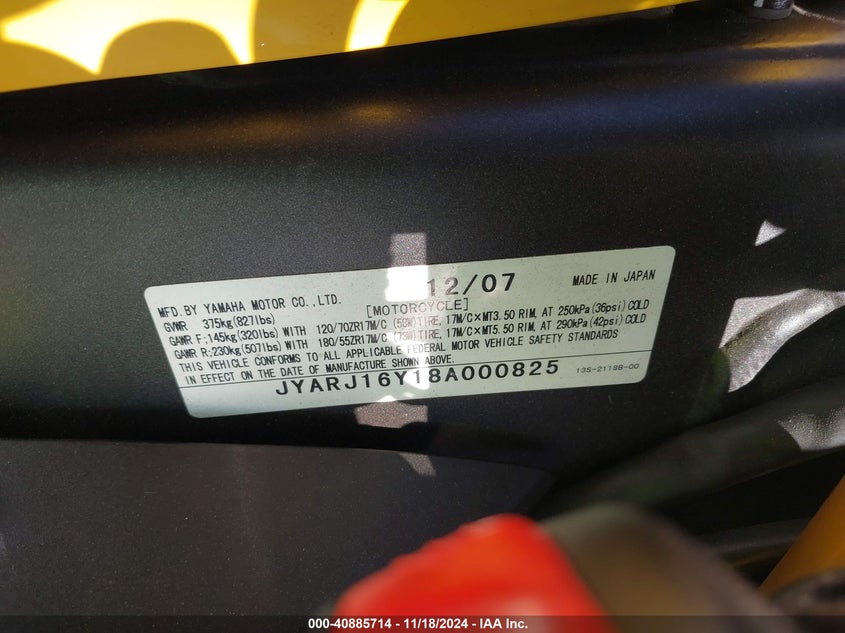 12/07 MADE IN JAPAN
MFD.BY YAMAHA MOTOR CO.,LTD. [MOTORCYCLE]
GVWR 375kg(827lbs)
GAWR F;145kg(320lbs) WITH 120/70ZR17M/C (58W)TIRE, 17M/C×MT3.50 RIM, AT 250kPa(36psi)COLD
GAWR R;230kg(507lbs) WITH 180/55ZR17M/C (73W)TIRE, 17M/C×MT5.50 RIM, AT 290kPa(42psi)COLD
THIS VEHICLE CONFORMS TO ALL APPLICABLE FEDERAL MOTOR VEHICLE SAFETY STANDARDS
IN EFFECT ON THE DATE OF MANUFACTURE SHOWN ABOVE.
JYARJ16Y18A000825 13S-2118B-00
000-40885714 - 11/18/2024 - IAA Inc.